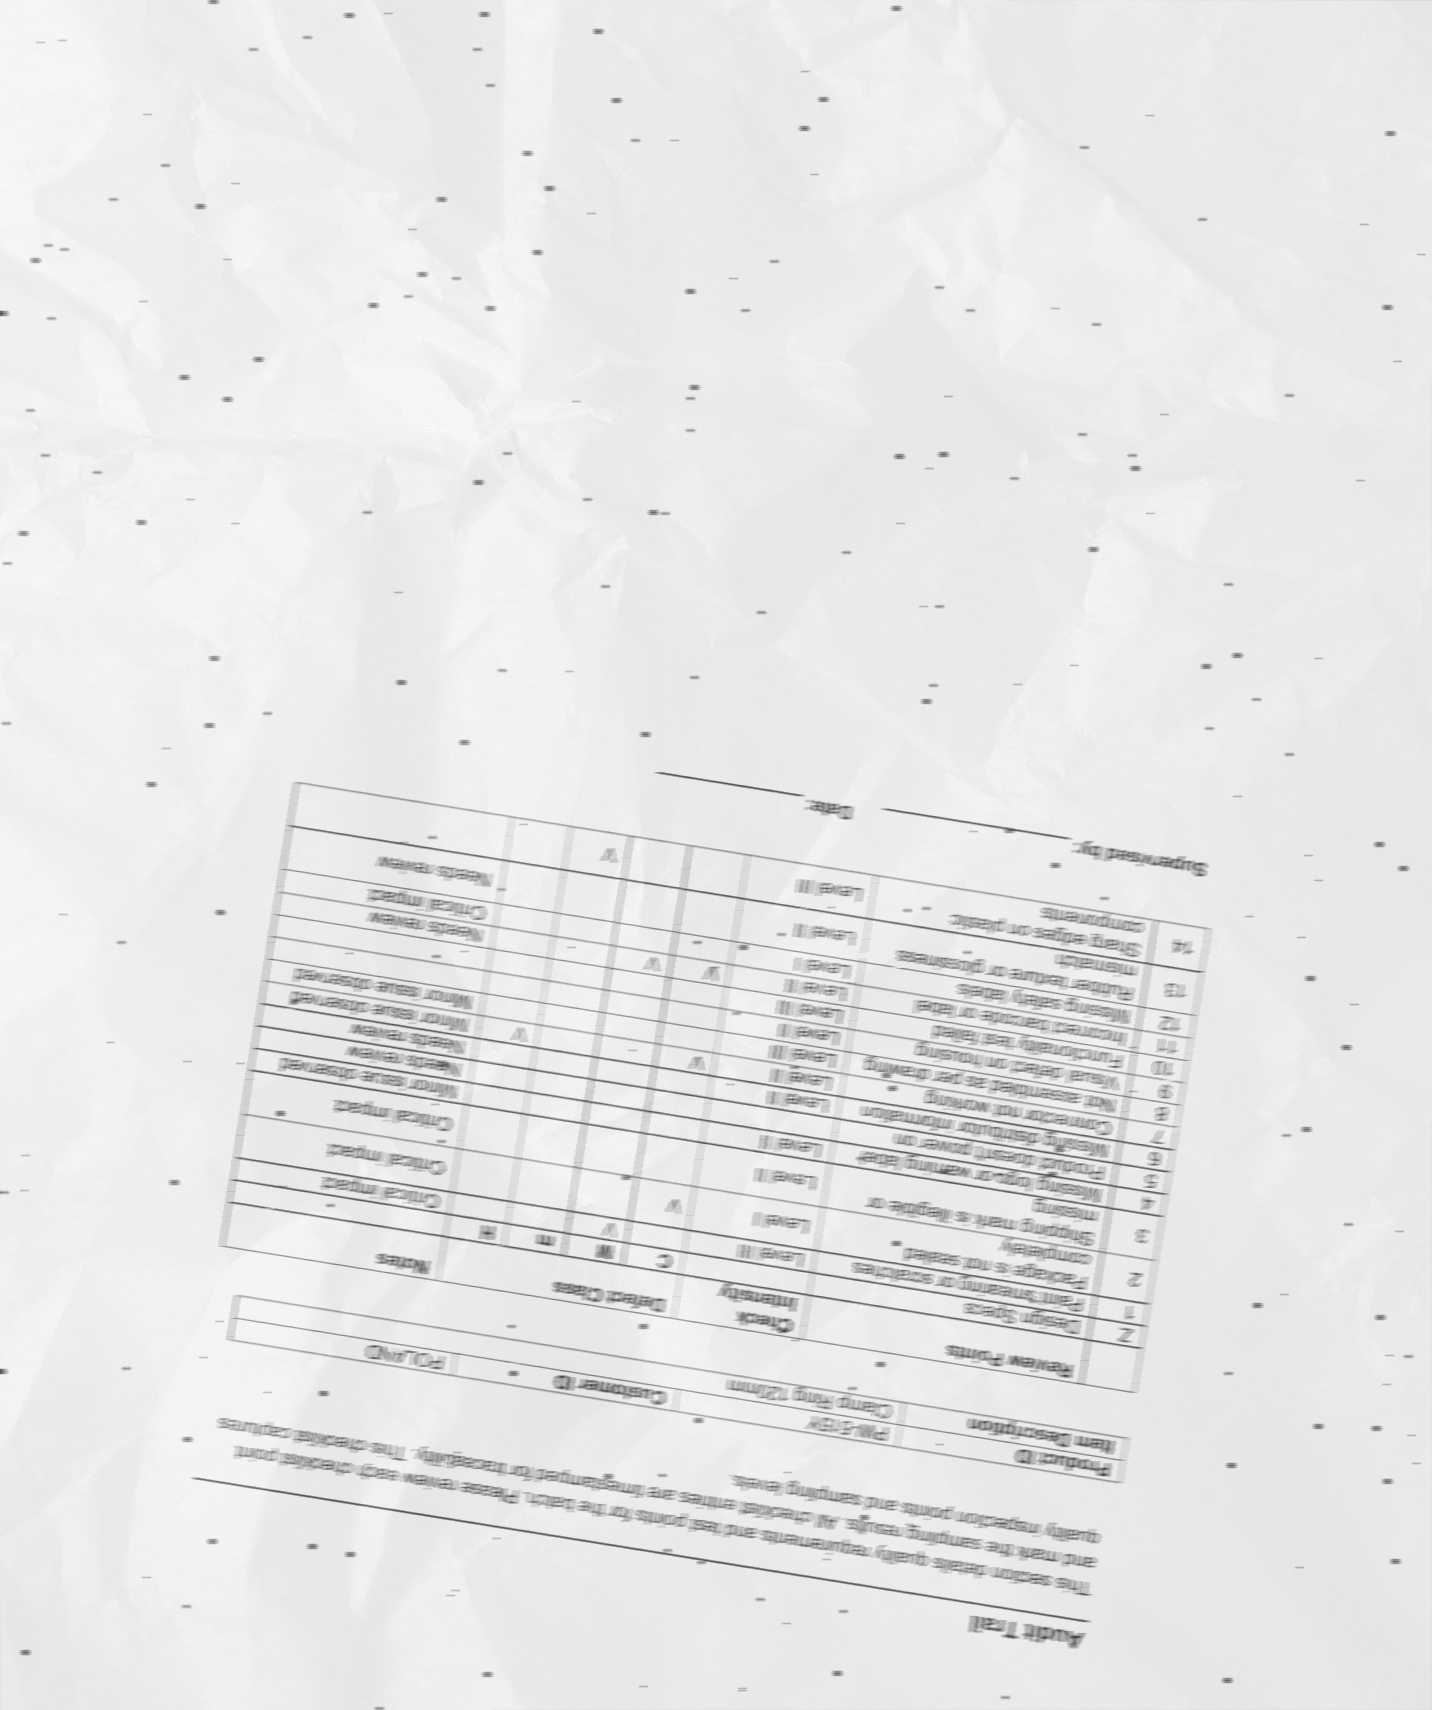 Audit Trail
This section details quality requirements and test points for the batch. Please review each checklist point
and mark the sampling results. All checklist entries are timestamped for traceability. This checklist captures
quality inspection points and sampling levels.
Product ID Customer ID POLAND
Item Description Clamp Ring 120mm
Review Points Check Defect Class Notes
Intensity
Z Design Specs C M m H
1 Paint smearing or scratches Level III V Critical impact
2 Package is not sealed Level I V Critical impact
completely
3 Shipping mark is illegible or Level II Critical impact
missing
4 Missing logo or warning label Level II Minor issue observed
5 Product doesn't power on Needs review
6 Missing distributor information Level II Needs review
7 Connector not working Level II V V Minor issue observed
8 Not assembled as per drawing Level III Minor issue observed
9 Visual defect on housing Level II
10 Functionality test failed Level III
11 Incorrect barcode or label Level II V V Needs review
12 Missing safety labels Level I Critical impact
13 Rubber texture or glossiness Level II Needs review
mismatch
14 Sharp edges or plastic Level III V
components
Supervised by: Date: